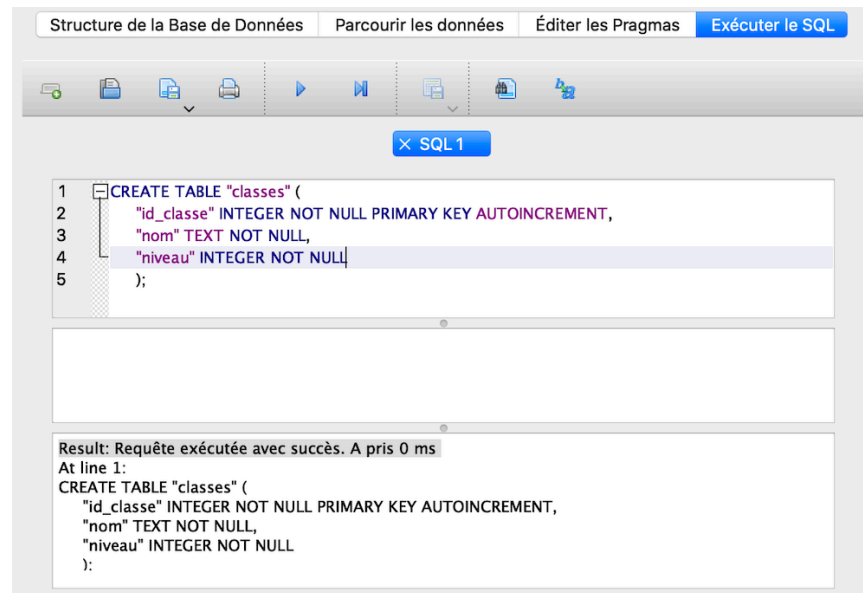 Structure de la Base de Données Parcourir les données Éditer les Pragmas Exécuter le SQL
SQL 1
1 CREATE TABLE "classes" (
2 "id_classe" INTEGER NOT NULL PRIMARY KEY AUTOINCREMENT,
3 "nom" TEXT NOT NULL,
4 "niveau" INTEGER NOT NULL
5 );
Result: Requête exécutée avec succès. A pris 0 ms
At line 1:
CREATE TABLE "classes" (
"id_classe" INTEGER NOT NULL PRIMARY KEY AUTOINCREMENT,
"nom" TEXT NOT NULL,
"niveau" INTEGER NOT NULL
);